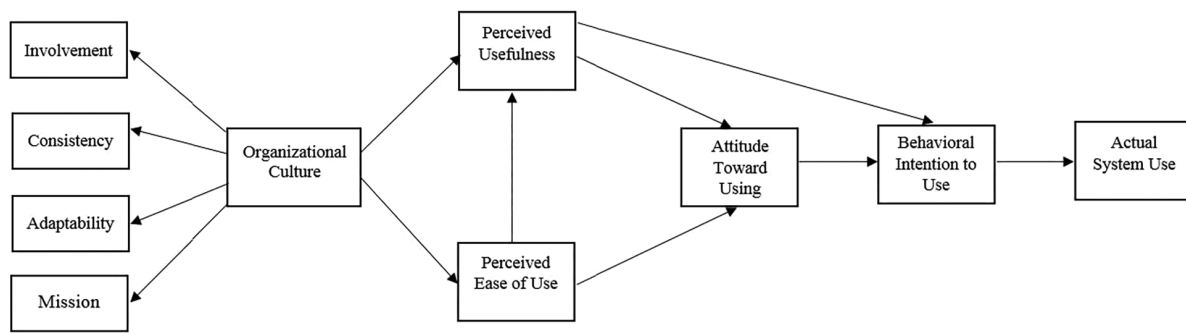 Involvement
Consistency
Adaptability
Mission
Organizational
Culture
Perceived
Usefulness
Perceived
Ease of Use
Attitude
Toward
Using
Behavioral
Intention to
Use
Actual
System Use